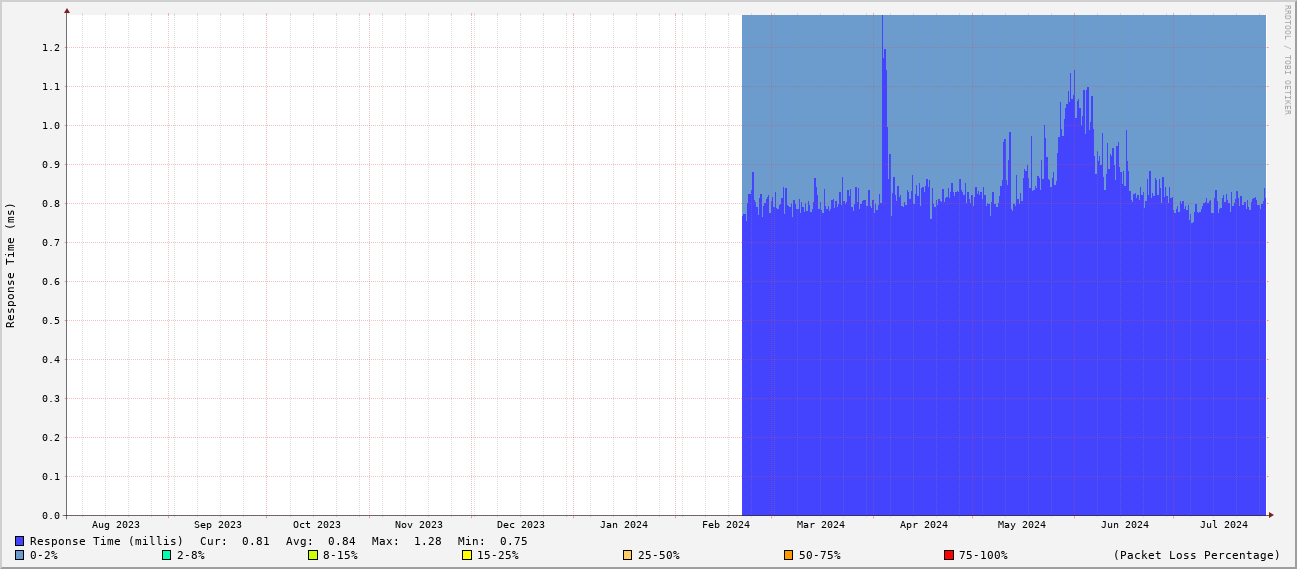 RRDTOOL / TOBI OETIKER
Response Time (ms)
1.2
1.1
1.0
0.9
0.8
0.7
0.6
0.5
0.4
0.3
0.2
0.1
0.0
Aug 2023 Sep 2023 Oct 2023 Nov 2023 Dec 2023 Jan 2024 Feb 2024 Mar 2024 Apr 2024 May 2024 Jun 2024 Jul 2024
Response Time (millis) Cur: 0.81 Avg: 0.84 Max: 1.28 Min: 0.75
0-2% 2-8% 8-15% 15-25% 25-50% 50-75% 75-100% (Packet Loss Percentage)